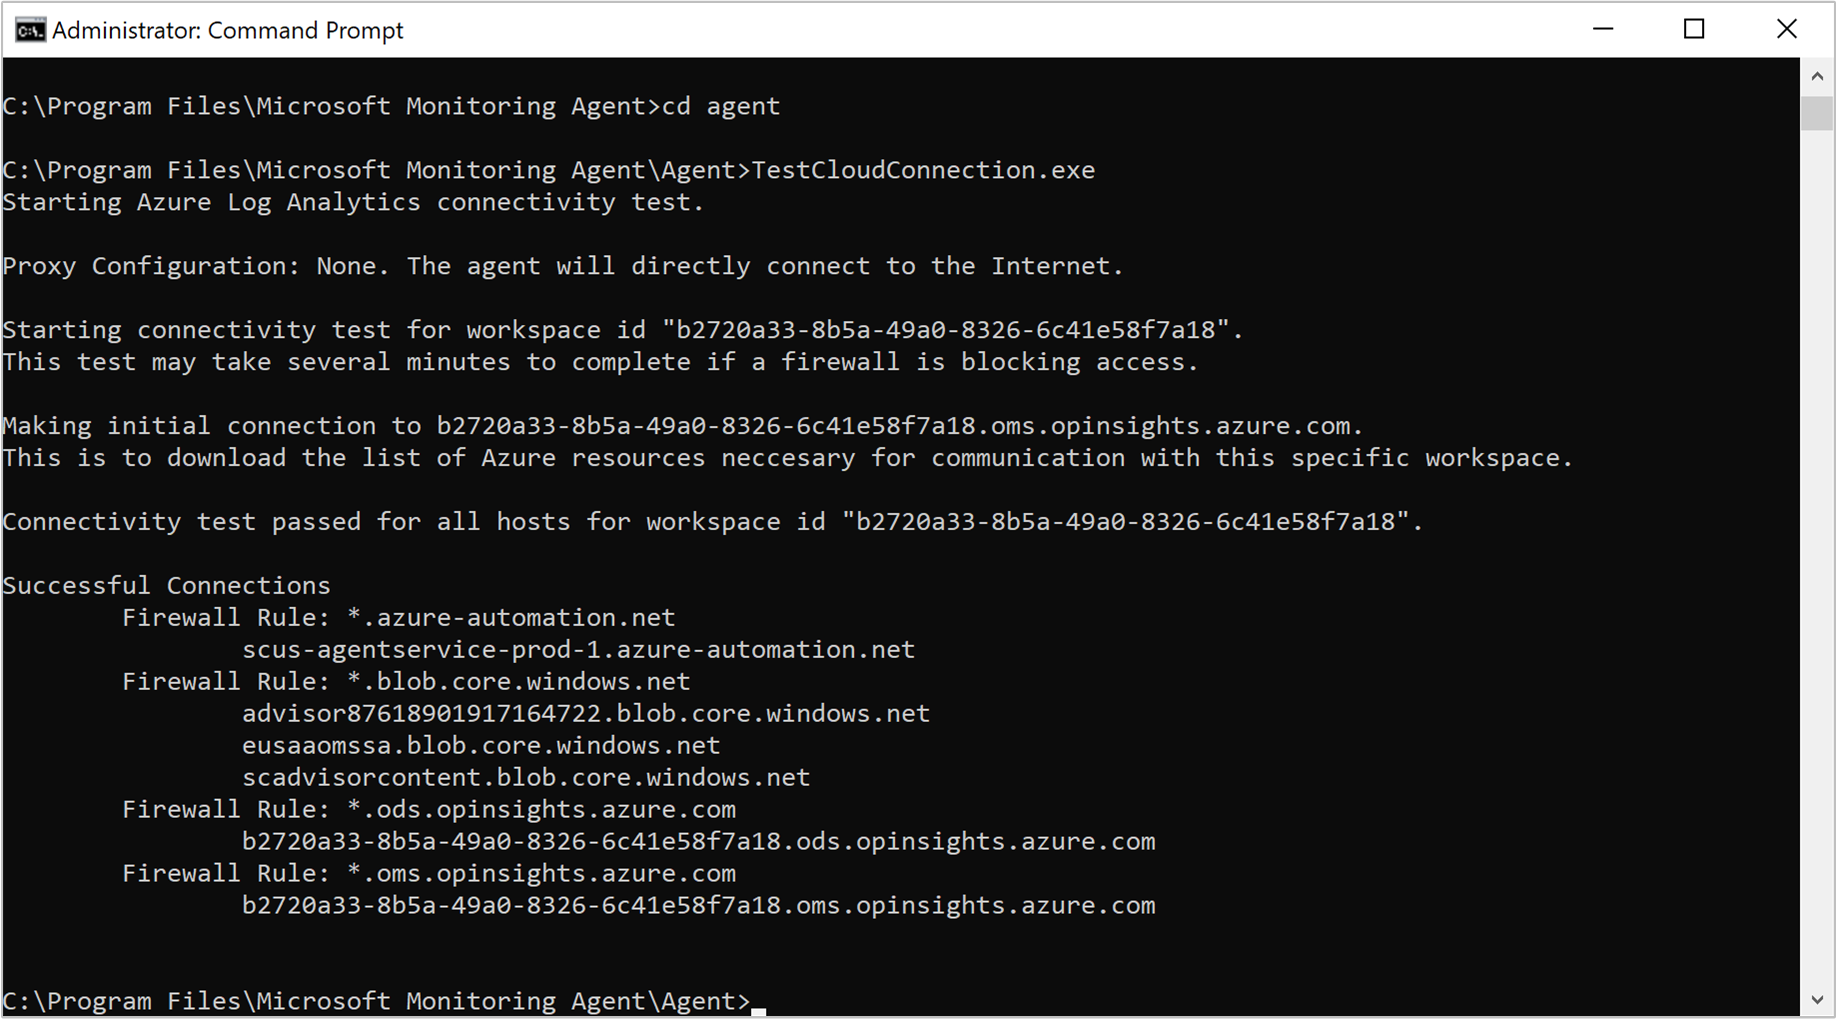 Administrator: Command Prompt
C:\Program Files\Microsoft Monitoring Agent>cd agent
C:\Program Files\Microsoft Monitoring Agent\Agent>TestCloudConnection.exe
Starting Azure Log Analytics connectivity test.
Proxy Configuration: None. The agent will directly connect to the Internet.
Starting connectivity test for workspace id "b2720a33-8b5a-49a0-8326-6c41e58f7a18".
This test may take several minutes to complete if a firewall is blocking access.
Making initial connection to b2720a33-8b5a-49a0-8326-6c41e58f7a18.oms.opinsights.azure.com.
This is to download the list of Azure resources neccesary for communication with this specific workspace.
Connectivity test passed for all hosts for workspace id "b2720a33-8b5a-49a0-8326-6c41e58f7a18".
Successful Connections
Firewall Rule: *.azure-automation.net
scus-agentservice-prod-1.azure-automation.net
Firewall Rule: *.blob.core.windows.net
advisor87618901917164722.blob.core.windows.net
eusaaomssa.blob.core.windows.net
scadvisorcontent.blob.core.windows.net
Firewall Rule: *.ods.opinsights.azure.com
b2720a33-8b5a-49a0-8326-6c41e58f7a18.ods.opinsights.azure.com
Firewall Rule: *.oms.opinsights.azure.com
b2720a33-8b5a-49a0-8326-6c41e58f7a18.oms.opinsights.azure.com
C:\Program Files\Microsoft Monitoring Agent\Agent>